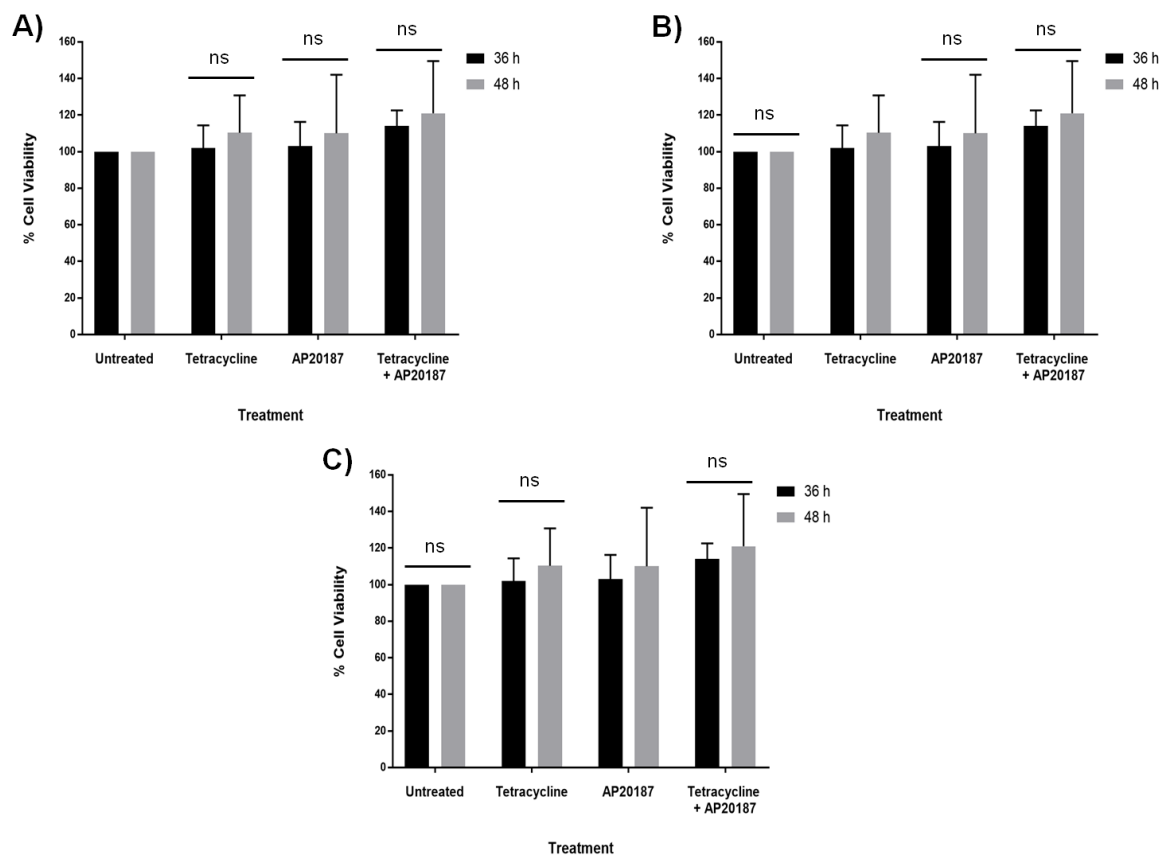 A)
ns
ns
ns
160
140
120
100
80
60
40
20
0
% Cell Viability
36 h
48 h
Untreated
Tetracycline
AP20187
Tetracycline
+ AP20187
Treatment
B)
ns
ns
ns
160
140
120
100
80
60
40
20
0
% Cell Viability
36 h
48 h
Untreated
Tetracycline
AP20187
Tetracycline
+ AP20187
Treatment
C)
ns
ns
ns
160
140
120
100
80
60
40
20
0
% Cell Viability
36 h
48 h
Untreated
Tetracycline
AP20187
Tetracycline
+ AP20187
Treatment